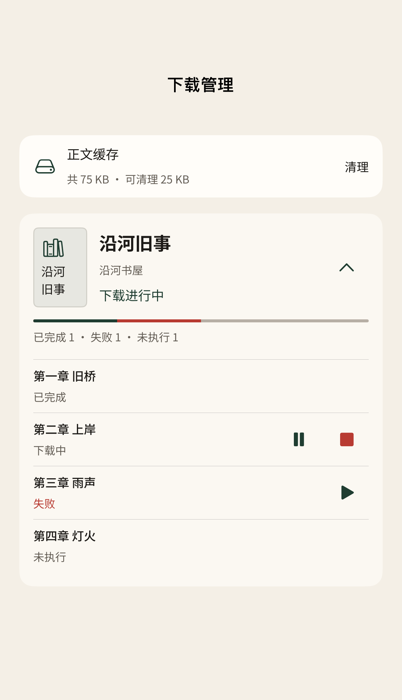 下载管理
正文缓存
共 75 KB · 可清理 25 KB
清理
沿河
旧事
沿河旧事
沿河书屋
下载进行中
已完成 1 · 失败 1 · 未执行 1
第一章 旧桥
已完成
第二章 上岸
下载中
第三章 雨声
失败
第四章 灯火
未执行